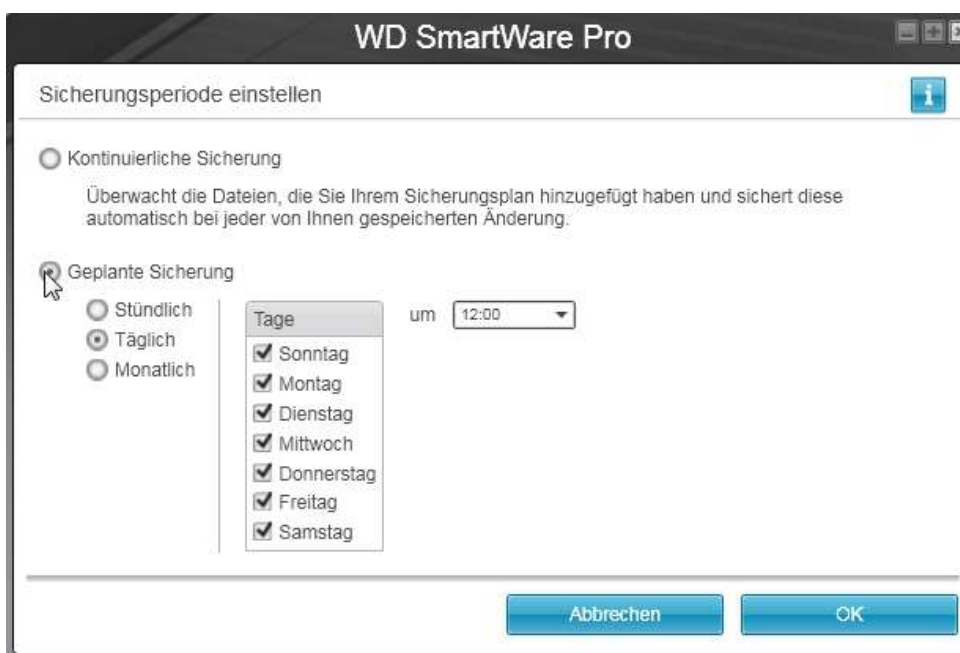 WD SmartWare Pro
Sicherungsperiode einstellen
Kontinuierliche Sicherung
Überwacht die Dateien, die Sie Ihrem Sicherungsplan hinzugefügt haben und sichert diese
automatisch bei jeder von Ihnen gespeicherten Änderung.
Geplante Sicherung
Stündlich
Täglich
Monatlich
Tage
Sonntag
Montag
Dienstag
Mittwoch
Donnerstag
Freitag
Samstag
um 12:00
Abbrechen
OK